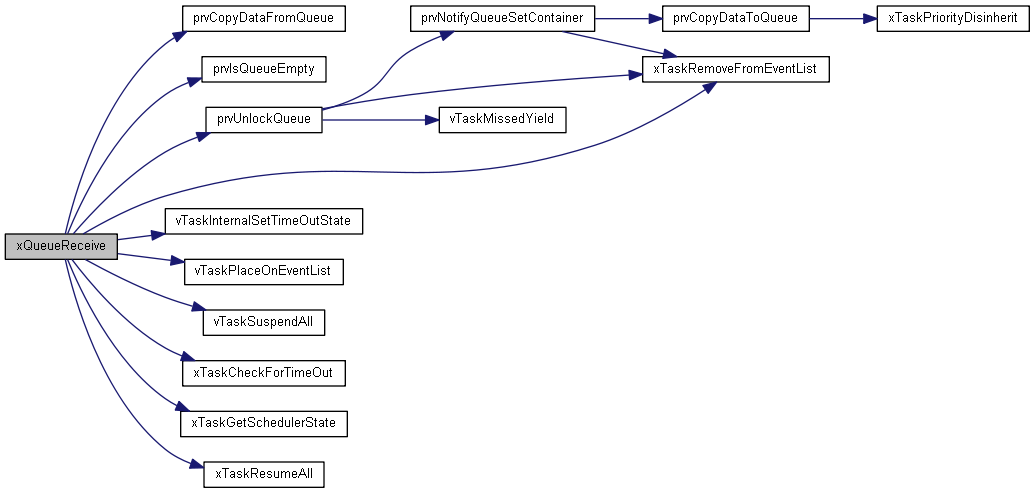 prvCopyDataFromQueue
prvNotifyQueueSetContainer
prvCopyDataToQueue
xTaskPriorityDisinherit
prvIsQueueEmpty
xTaskRemoveFromEventList
prvUnlockQueue
vTaskMissedYield
vTaskInternalSetTimeOutState
xQueueReceive
vTaskPlaceOnEventList
vTaskSuspendAll
xTaskCheckForTimeOut
xTaskGetSchedulerState
xTaskResumeAll